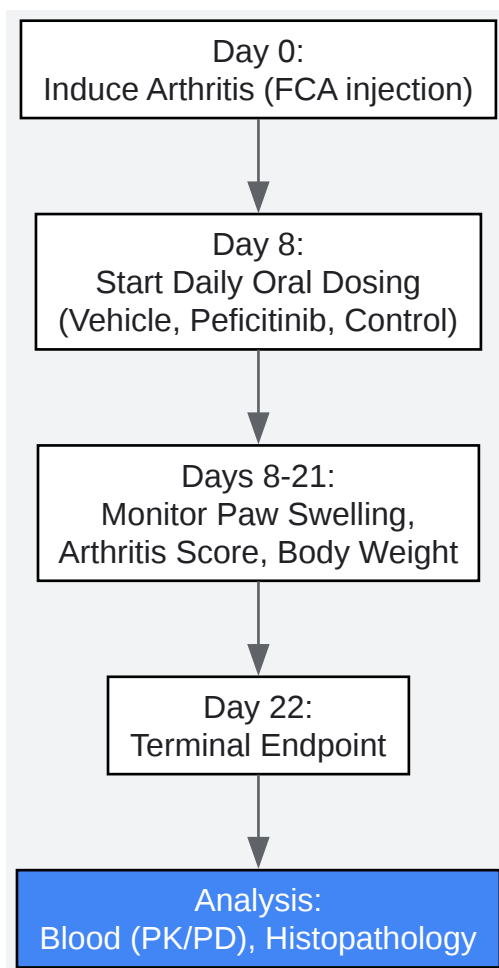 Day 0:
Induce Arthritis (FCA injection)
Day 8:
Start Daily Oral Dosing
(Vehicle, Peficitinib, Control)
Days 8-21:
Monitor Paw Swelling,
Arthritis Score, Body Weight
Day 22:
Terminal Endpoint
Analysis:
Blood (PK/PD), Histopathology